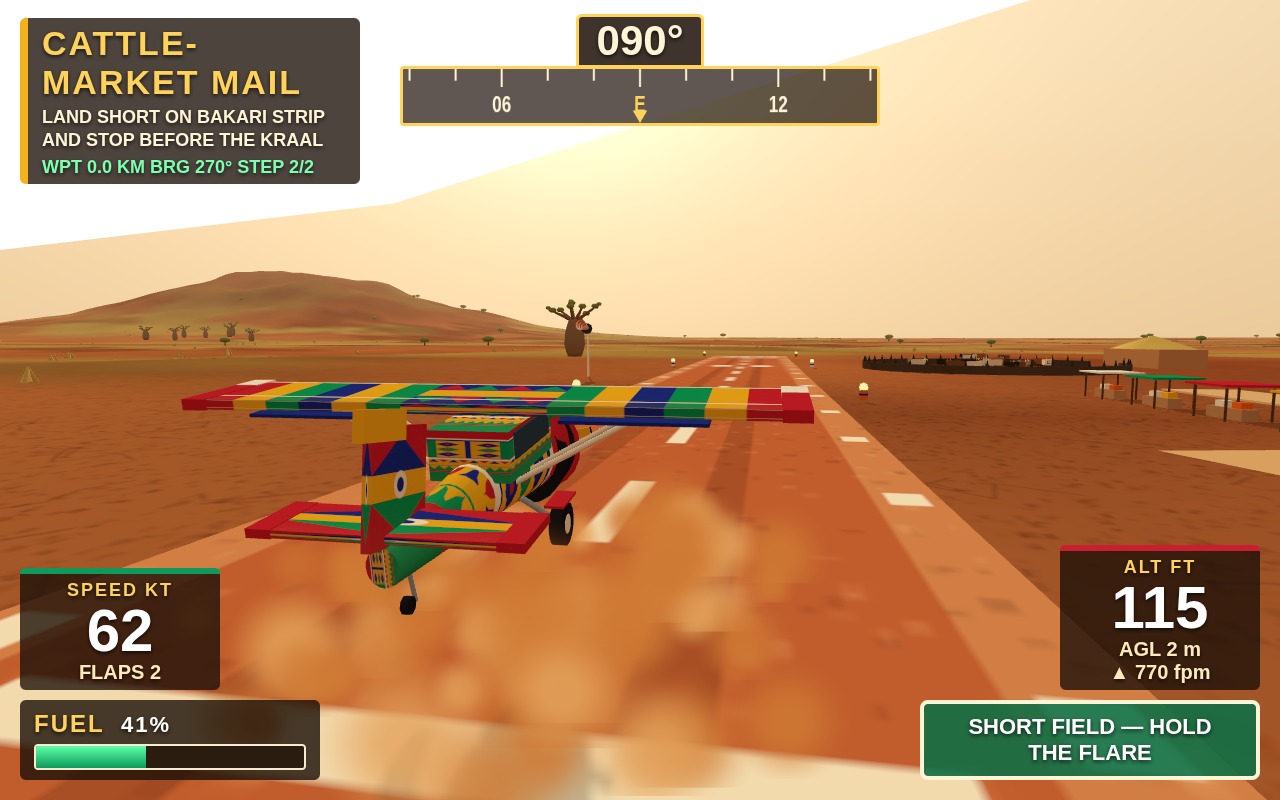 CATTLE-
MARKET MAIL
LAND SHORT ON BAKARI STRIP
AND STOP BEFORE THE KRAAL
WPT 0.0 KM BRG 270° STEP 2/2
090°
06 E 12
SPEED KT
62
FLAPS 2
FUEL 41%
ALT FT
115
AGL 2 m
▲ 770 fpm
SHORT FIELD — HOLD
THE FLARE